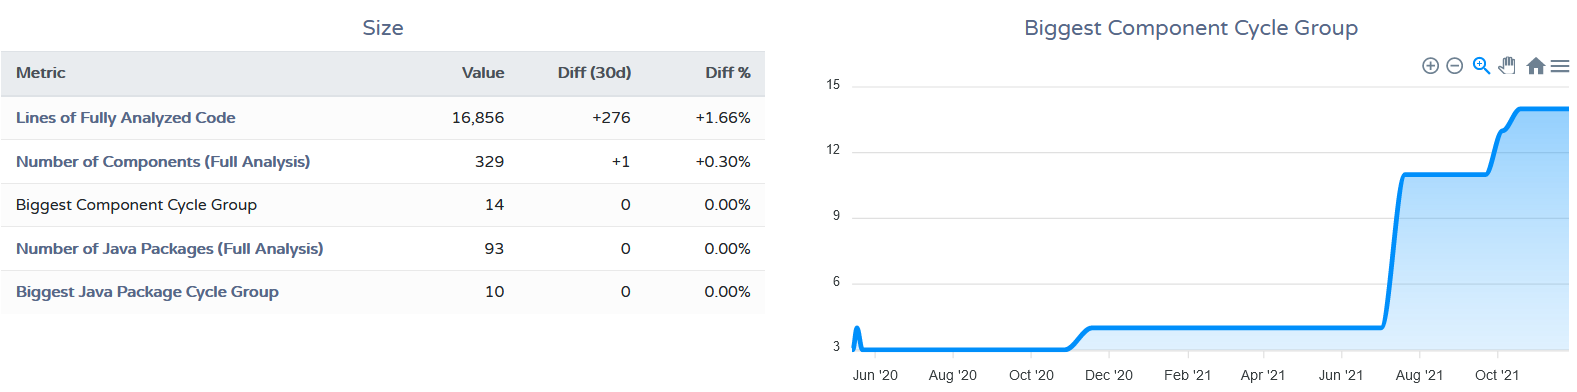 Size
Metric Value Diff (30d) Diff %
Lines of Fully Analyzed Code 16,856 +276 +1.66%
Number of Components (Full Analysis) 329 +1 +0.30%
Biggest Component Cycle Group 14 0 0.00%
Number of Java Packages (Full Analysis) 93 0 0.00%
Biggest Java Package Cycle Group 10 0 0.00%
Biggest Component Cycle Group
15
12
9
6
3
Jun '20 Aug '20 Oct '20 Dec '20 Feb '21 Apr '21 Jun '21 Aug '21 Oct '21